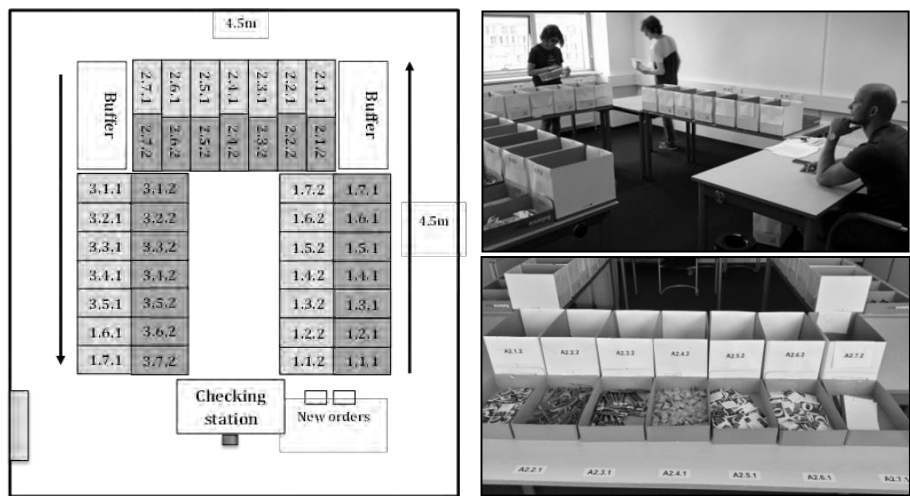 4.5m
Buffer
2.7.1 2.6.1 2.5.1 2.4.1 2.3.1 2.2.1 2.1.1
Buffer
2.7.2 2.6.2 2.5.2 2.4.2 2.3.2 2.2.2 2.1.2
3.1.1 3.1.2 1.7.2 1.7.1
3.2.1 3.2.2 1.6.2 1.6.1
4.5m
3.3.1 3.3.2 1.5.2 1.5.1
3.4.1 3.4.2 1.4.2 1.4.1
3.5.1 3.5.2 1.3.2 1.3.1
1.6.1 3.6.2 1.2.2 1.2.1
1.7.1 3.7.2 1.1.2 1.1.1
Checking
station
New orders
A2.1.2 A2.2.2 A2.3.2 A2.4.2 A2.5.2 A2.6.2 A2.7.2
A2.2.1 A2.3.1 A2.4.1 A2.5.1 A2.6.1 A2.7.1